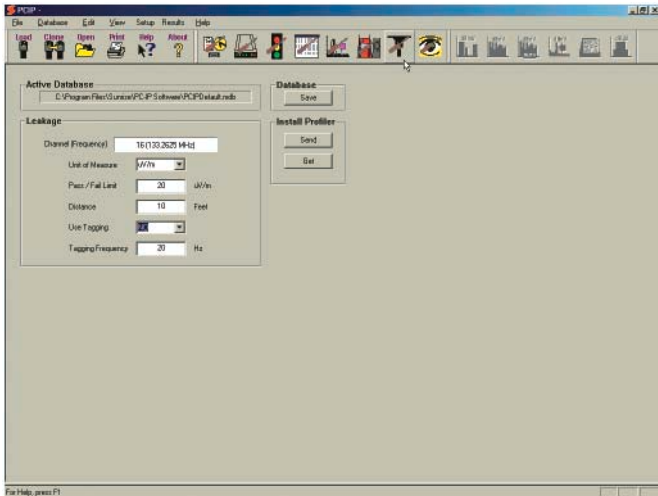 PCIP -
File Database Edit View Setup Results Help
Load Clone Open Print Help About
Active Database
C:\Program Files\Sunrise\PC-IP Software\PCIPDefault.mdb
Database
Save
Leakage
Install Profiler
Channel (Frequency) 16 (133.2625 MHz)
Send
Unit of Measure uV/m
Get
Pass / Fail Limit 20 uV/m
Distance 10 Feet
Use Tagging NO
Tagging Frequency 20 Hz
For Help, press F1